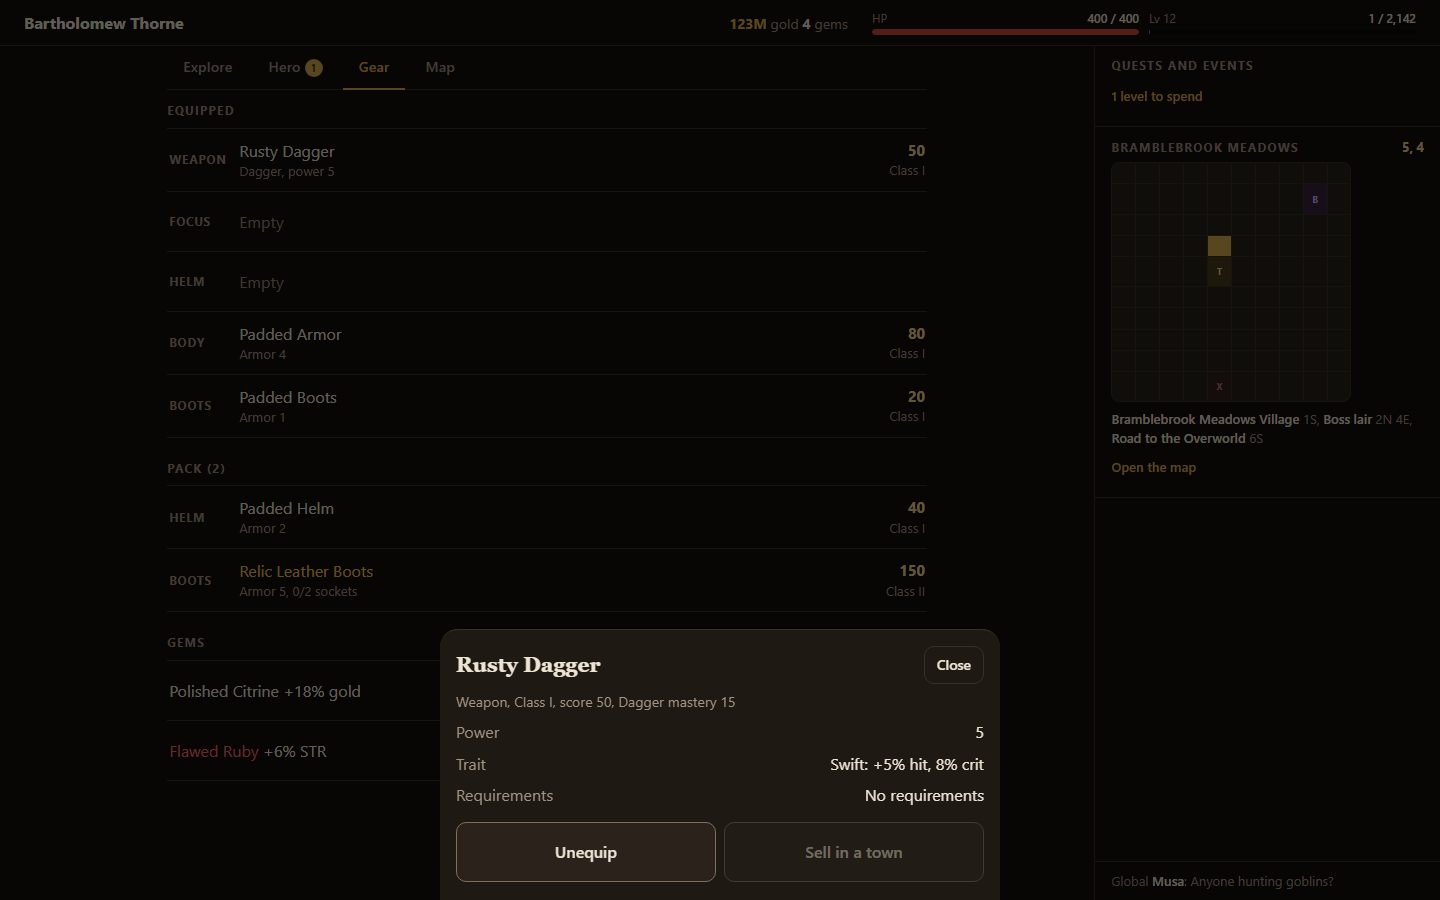 Bartholomew Thorne
123M gold 4 gems
HP 400 / 400
Lv 12 1 / 2,142
Explore Hero 1 Gear Map
EQUIPPED
WEAPON Rusty Dagger 50
Dagger, power 5 Class I
FOCUS Empty
HELM Empty
BODY Padded Armor 80
Armor 4 Class I
BOOTS Padded Boots 20
Armor 1 Class I
PACK (2)
HELM Padded Helm 40
Armor 2 Class I
BOOTS Relic Leather Boots 150
Armor 5, 0/2 sockets Class II
GEMS
Polished Citrine +18% gold
Flawed Ruby +6% STR
Rusty Dagger Close
Weapon, Class I, score 50, Dagger mastery 15
Power 5
Trait Swift: +5% hit, 8% crit
Requirements No requirements
Unequip Sell in a town
QUESTS AND EVENTS
1 level to spend
BRAMBLEBROOK MEADOWS 5, 4
B
T
X
Bramblebrook Meadows Village 1S, Boss lair 2N 4E,
Road to the Overworld 6S
Open the map
Global Musa: Anyone hunting goblins?